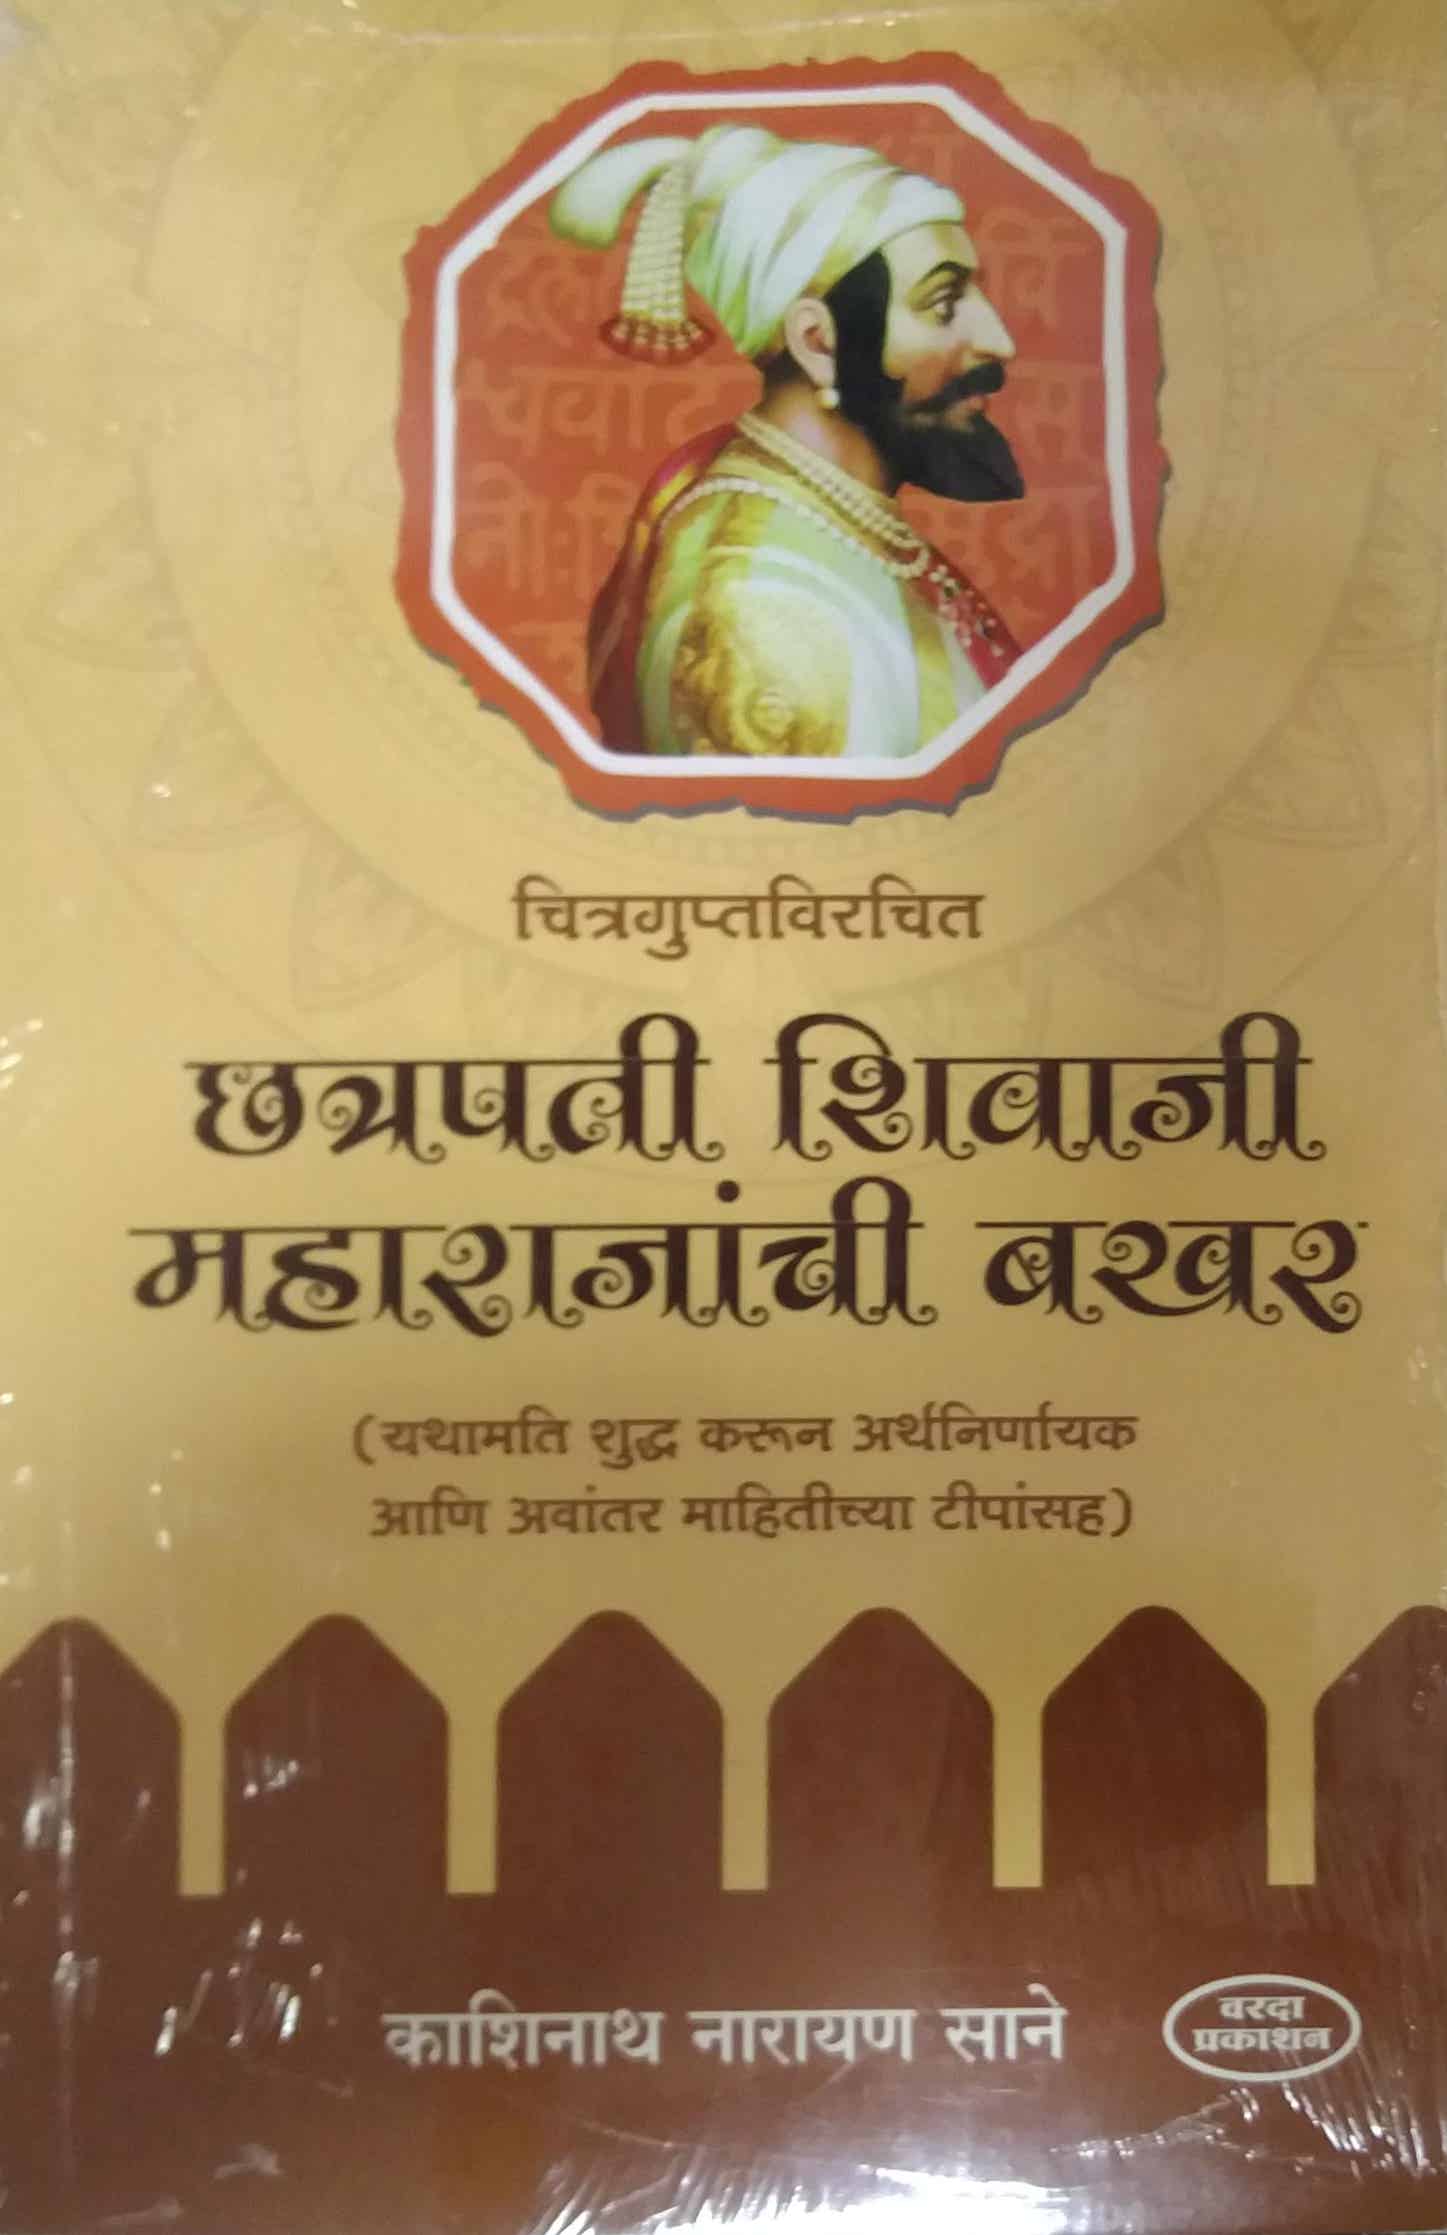 चित्रगुप्तविरचित
छत्रपती शिवाजी
महाराजांची बखर
(यथामति शुद्ध करून अर्थनिर्णायक
आणि अवांतर माहितीच्या टीपांसह)
काशिनाथ नारायण साने
वरदा
प्रकाशन